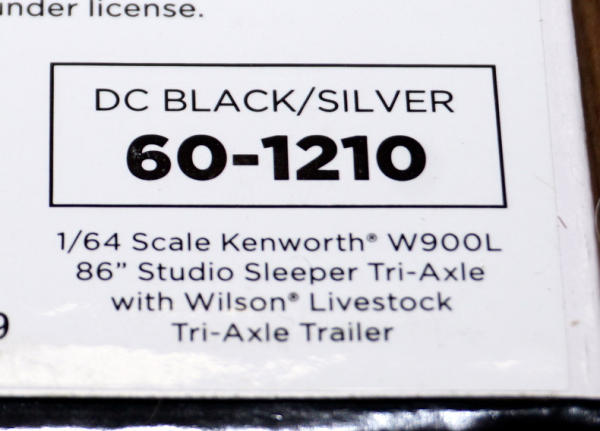 under license.
DC BLACK/SILVER
60-1210
1/64 Scale Kenworth® W900L
86” Studio Sleeper Tri-Axle
with Wilson® Livestock
9
Tri-Axle Trailer